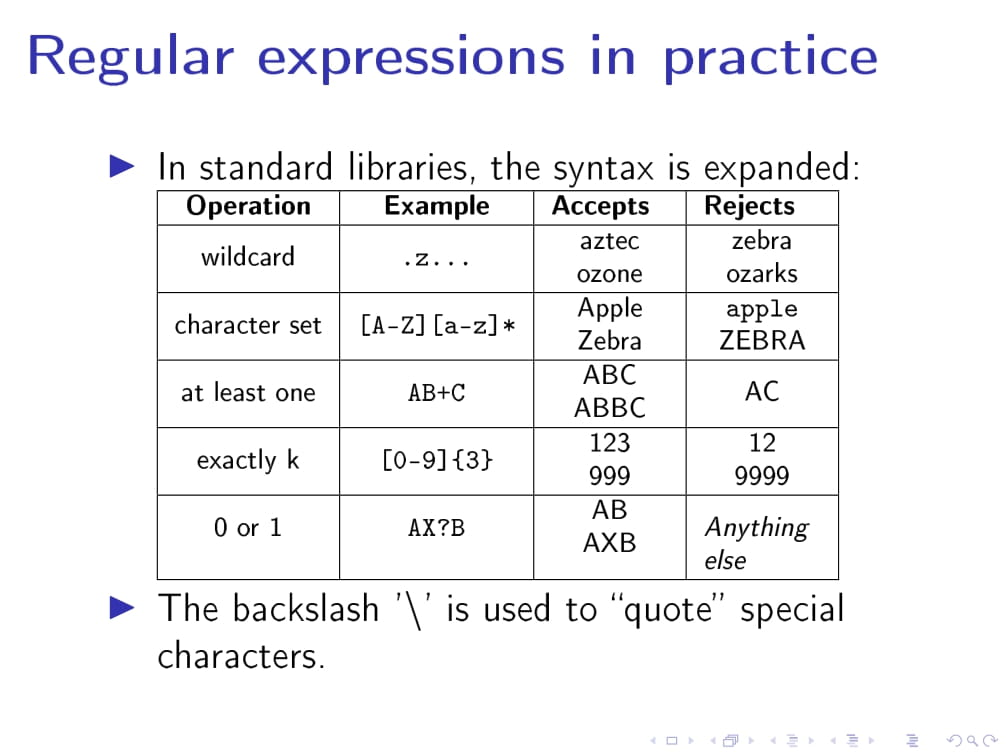 Regular expressions in practice
In standard libraries, the syntax is expanded:
Operation Example Accepts Rejects
wildcard .z... aztec zebra
ozone ozarks
character set [A-Z][a-z]* Apple apple
Zebra ZEBRA
at least one AB+C ABC AC
ABBC
exactly k [0-9]{3} 123 12
999 9999
0 or 1 AX?B AB Anything
AXB else
The backslash '\' is used to “quote” special
characters.